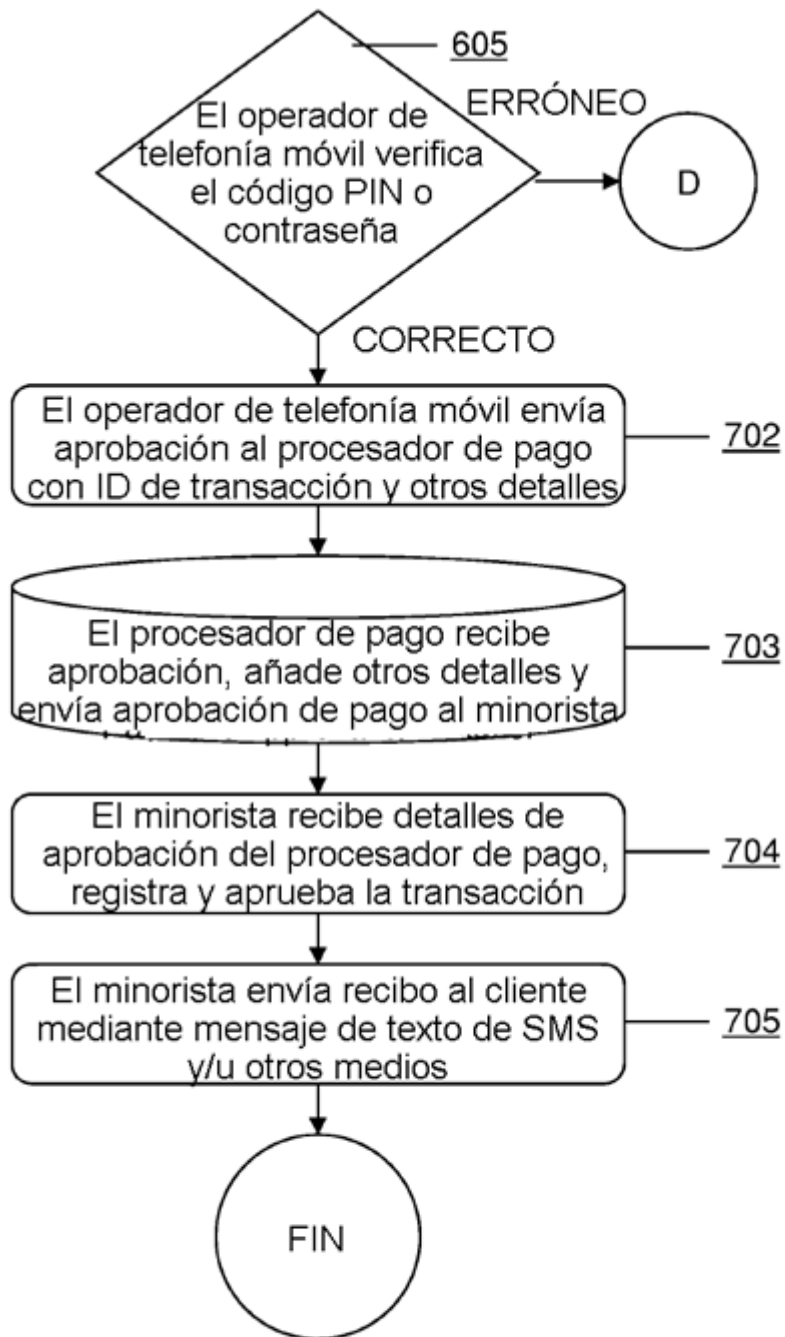 605
ERRÓNEO
El operador de
telefonía móvil verifica
el código PIN o
contraseña
D
CORRECTO
El operador de telefonía móvil envía
aprobación al procesador de pago
con ID de transacción y otros detalles
702
El procesador de pago recibe
aprobación, añade otros detalles y
envía aprobación de pago al minorista
703
El minorista recibe detalles de
aprobación del procesador de pago,
registra y aprueba la transacción
704
El minorista envía recibo al cliente
mediante mensaje de texto de SMS
y/u otros medios
705
FIN